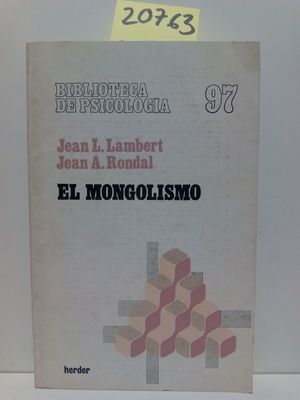 20763
BIBLIOTECA
DE PSICOLOGIA
97
Jean L. Lambert
Jean A. Rondal
EL MONGOLISMO
herder